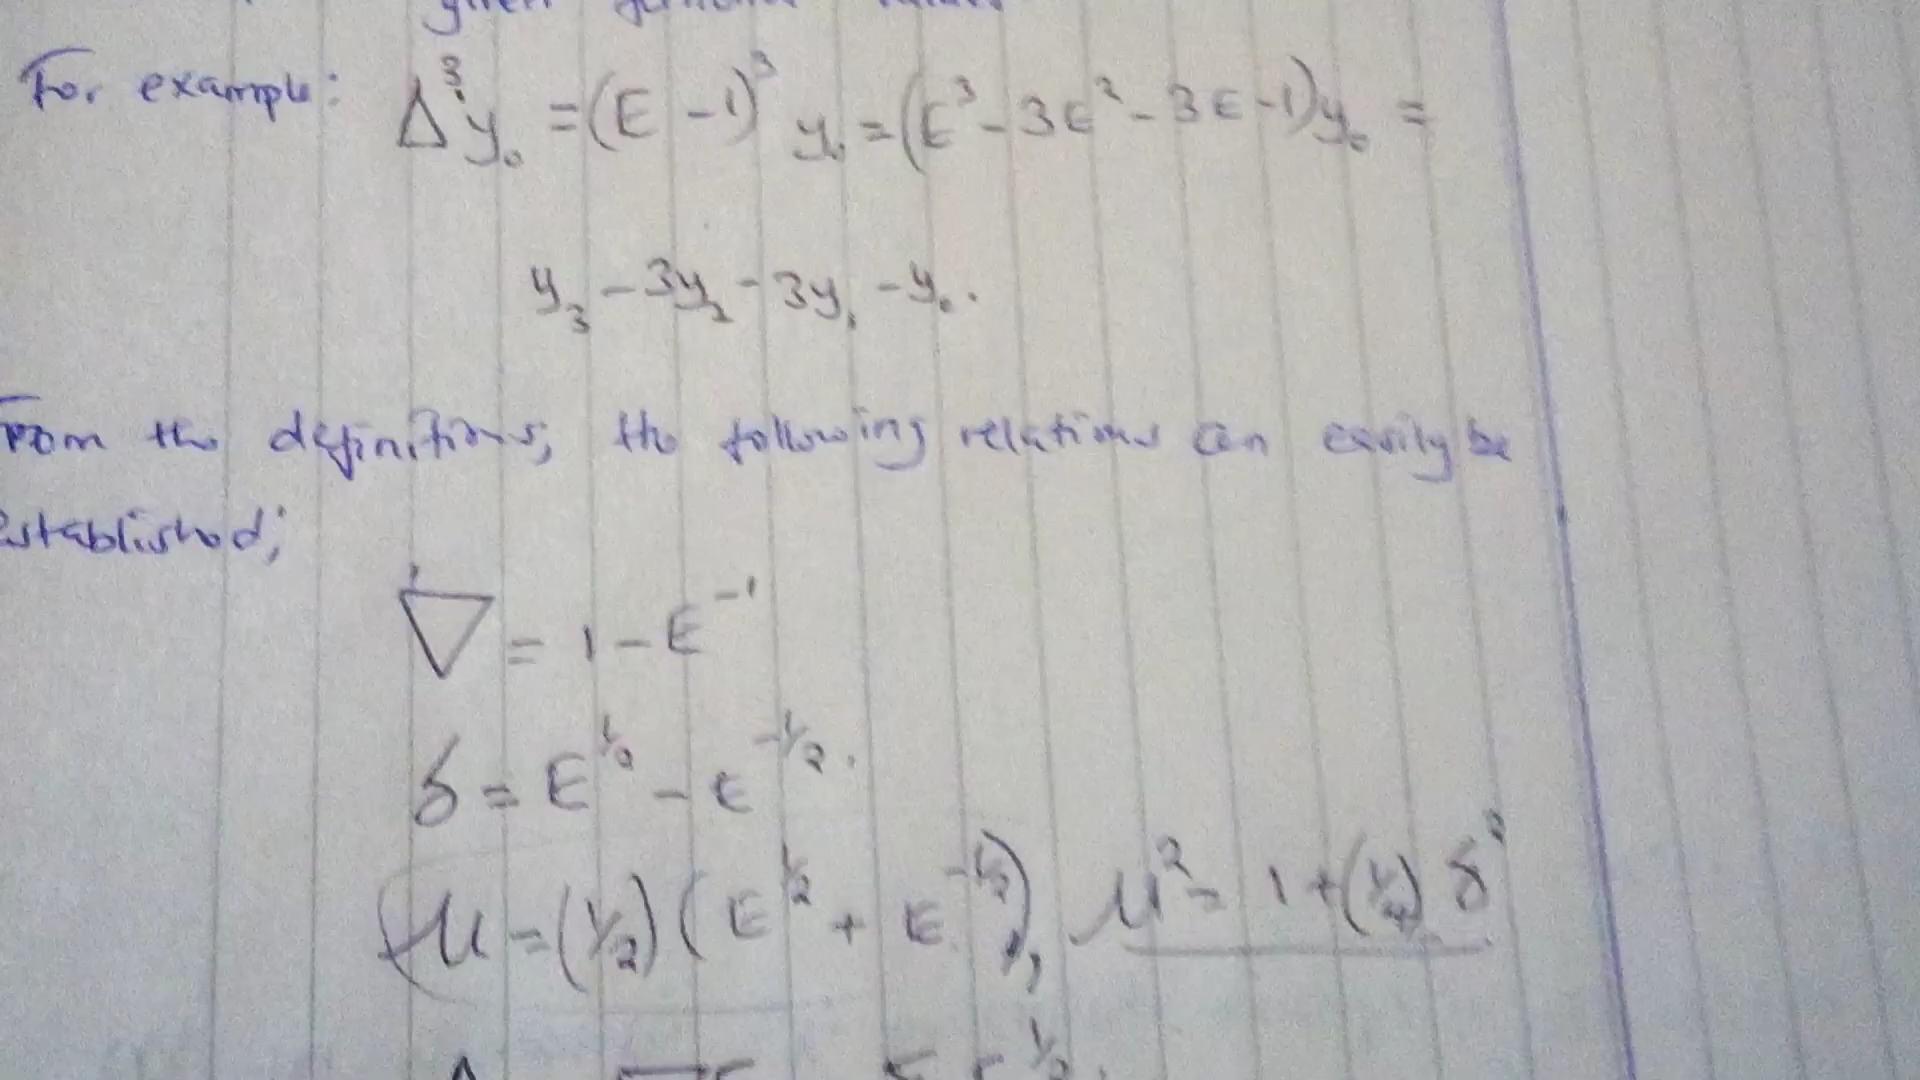 given values
For example: Δ³y₀ = (E - 1)³ y₀ = (E³ - 3E² - 3E - 1)y₀ =
y₃ - 3y₂ - 3y₁ - y₀.
From the definitions, the following relations can easily be
established;
∇ = 1 - E⁻¹
δ = E^½ - E^-½.
μ = (½)(E^½ + E^-½), μ² = 1 + (¼) δ²